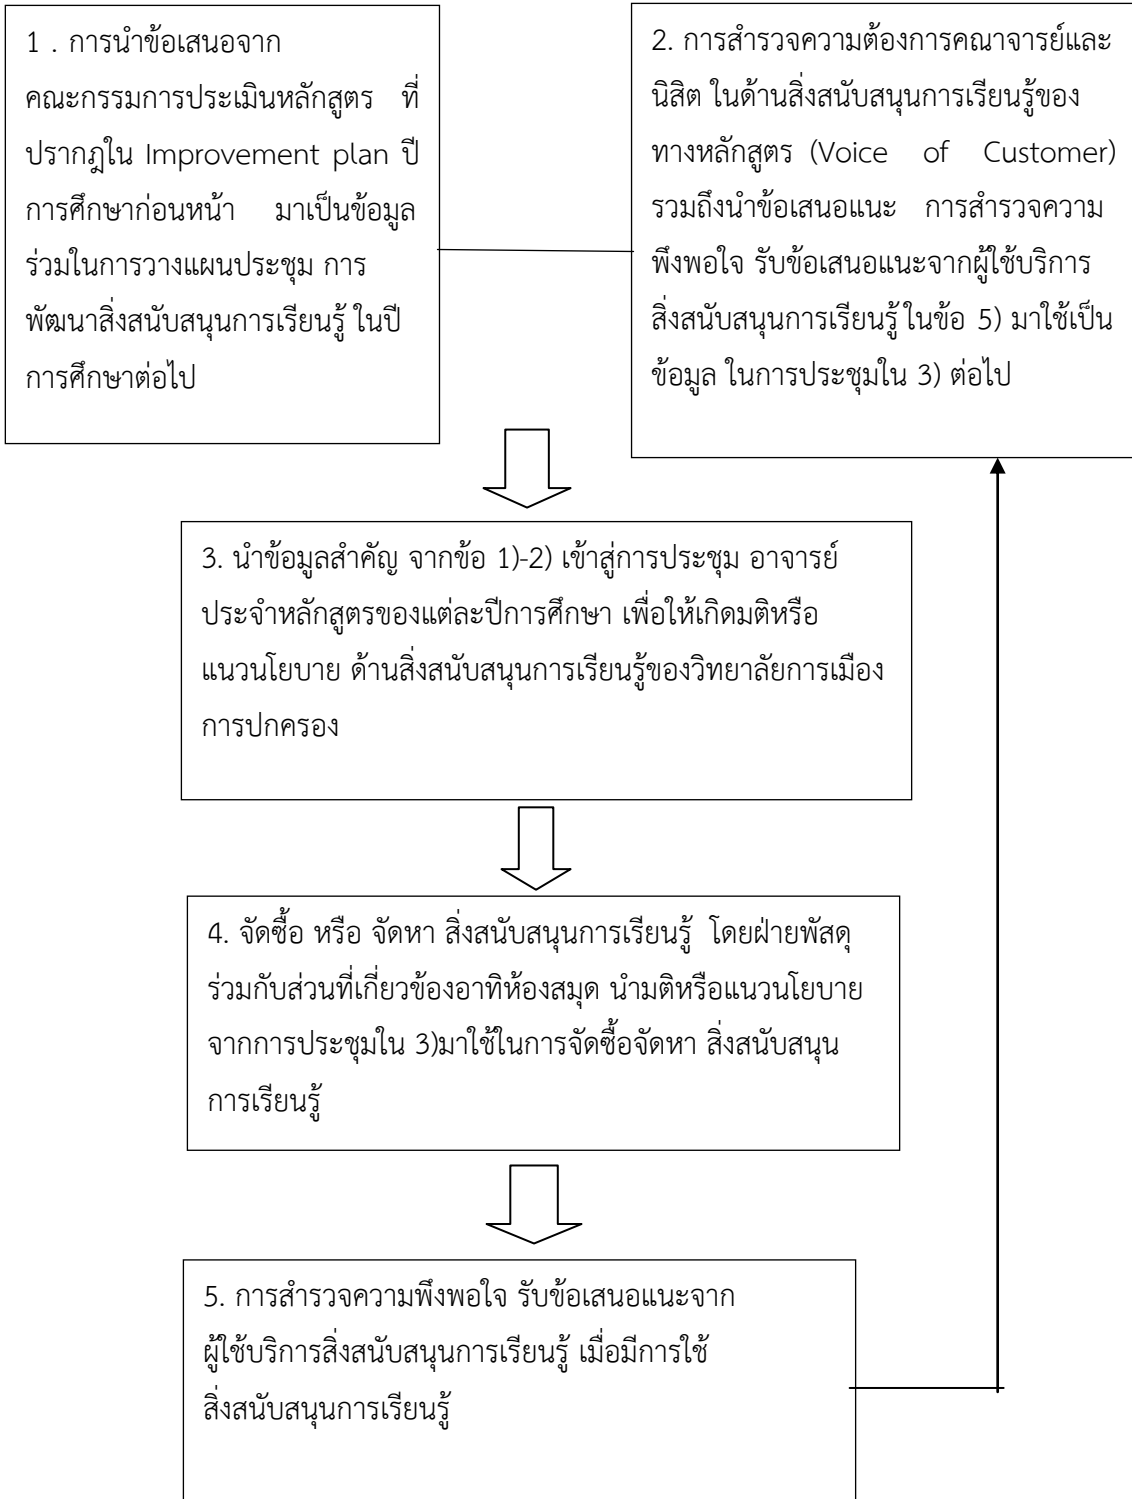 1 . การนำข้อเสนอจาก
คณะกรรมการประเมินหลักสูตร ที่
ปรากฏใน Improvement plan ปี
การศึกษาก่อนหน้า มาเป็นข้อมูล
ร่วมในการวางแผนประชุม การ
พัฒนาสิ่งสนับสนุนการเรียนรู้ ในปี
การศึกษาต่อไป
2. การสำรวจความต้องการคณาจารย์และ
นิสิต ในด้านสิ่งสนับสนุนการเรียนรู้ของ
ทางหลักสูตร (Voice of Customer)
รวมถึงนำข้อเสนอแนะ การสำรวจความ
พึงพอใจ รับข้อเสนอแนะจากผู้ใช้บริการ
สิ่งสนับสนุนการเรียนรู้ ในข้อ 5) มาใช้เป็น
ข้อมูล ในการประชุมใน 3) ต่อไป
3. นำข้อมูลสำคัญ จากข้อ 1)-2) เข้าสู่การประชุม อาจารย์
ประจำหลักสูตรของแต่ละปีการศึกษา เพื่อให้เกิดมติหรือ
แนวนโยบาย ด้านสิ่งสนับสนุนการเรียนรู้ของวิทยาลัยการเมือง
การปกครอง
4. จัดซื้อ หรือ จัดหา สิ่งสนับสนุนการเรียนรู้ โดยฝ่ายพัสดุ
ร่วมกับส่วนที่เกี่ยวข้องอาทิห้องสมุด นำมติหรือแนวนโยบาย
จากการประชุมใน 3)มาใช้ในการจัดซื้อจัดหา สิ่งสนับสนุน
การเรียนรู้
5. การสำรวจความพึงพอใจ รับข้อเสนอแนะจาก
ผู้ใช้บริการสิ่งสนับสนุนการเรียนรู้ เมื่อมีการใช้
สิ่งสนับสนุนการเรียนรู้